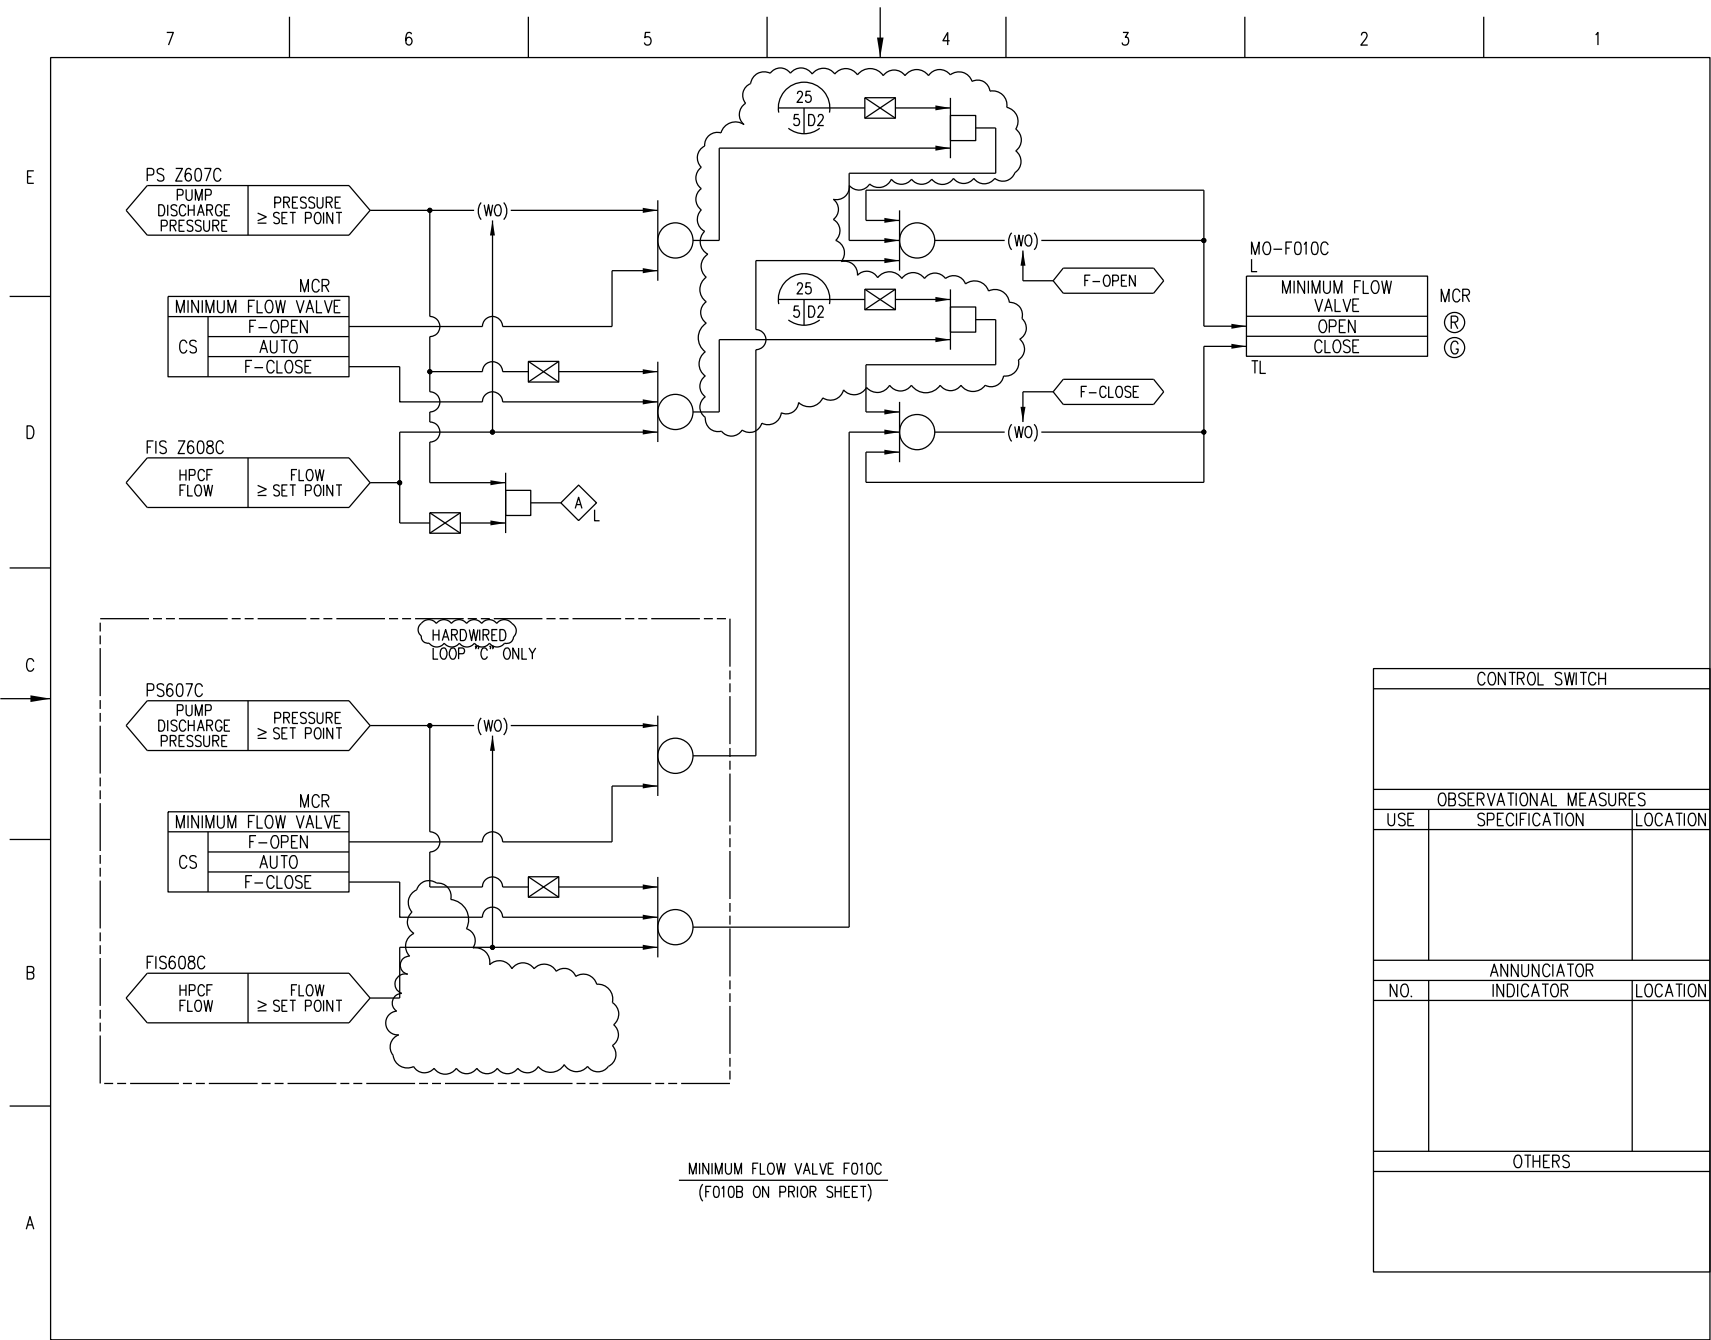 7 6 5 4 3 2 1
E
D
C
B
A
25
5 D2
PS Z607C
PUMP
DISCHARGE
PRESSURE
PRESSURE
≥ SET POINT
(WO)
(WO)
F-OPEN
MO-F010C
L
MINIMUM FLOW
VALVE
OPEN
CLOSE
TL
MCR
R
G
MCR
MINIMUM FLOW VALVE
CS
F-OPEN
AUTO
F-CLOSE
25
5 D2
F-CLOSE
(WO)
FIS Z608C
HPCF
FLOW
FLOW
≥ SET POINT
A
L
HARDWIRED
LOOP "C" ONLY
PS607C
PUMP
DISCHARGE
PRESSURE
PRESSURE
≥ SET POINT
(WO)
MCR
MINIMUM FLOW VALVE
CS
F-OPEN
AUTO
F-CLOSE
FIS608C
HPCF
FLOW
FLOW
≥ SET POINT
CONTROL SWITCH
OBSERVATIONAL MEASURES
USE SPECIFICATION LOCATION
ANNUNCIATOR
NO. INDICATOR LOCATION
OTHERS
MINIMUM FLOW VALVE F010C
(F010B ON PRIOR SHEET)